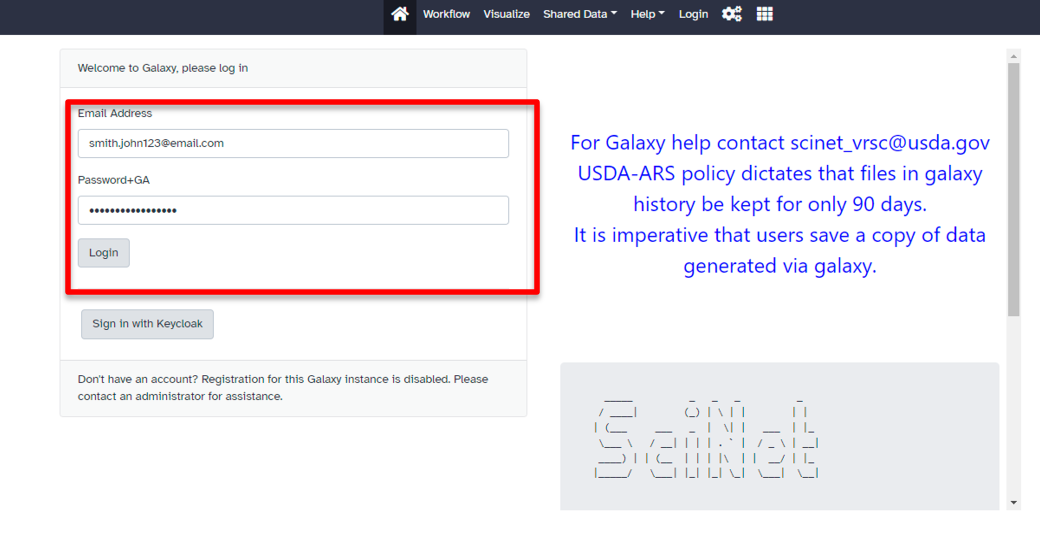 Workflow Visualize Shared Data Help Login
Welcome to Galaxy, please log in
Email Address
smith.john123@email.com
Password+GA
•••••••••••••••••
Login
Sign in with Keycloak
Don't have an account? Registration for this Galaxy instance is disabled. Please
contact an administrator for assistance.
For Galaxy help contact scinet_vrsc@usda.gov
USDA-ARS policy dictates that files in galaxy
history be kept for only 90 days.
It is imperative that users save a copy of data
generated via galaxy.
SciNet